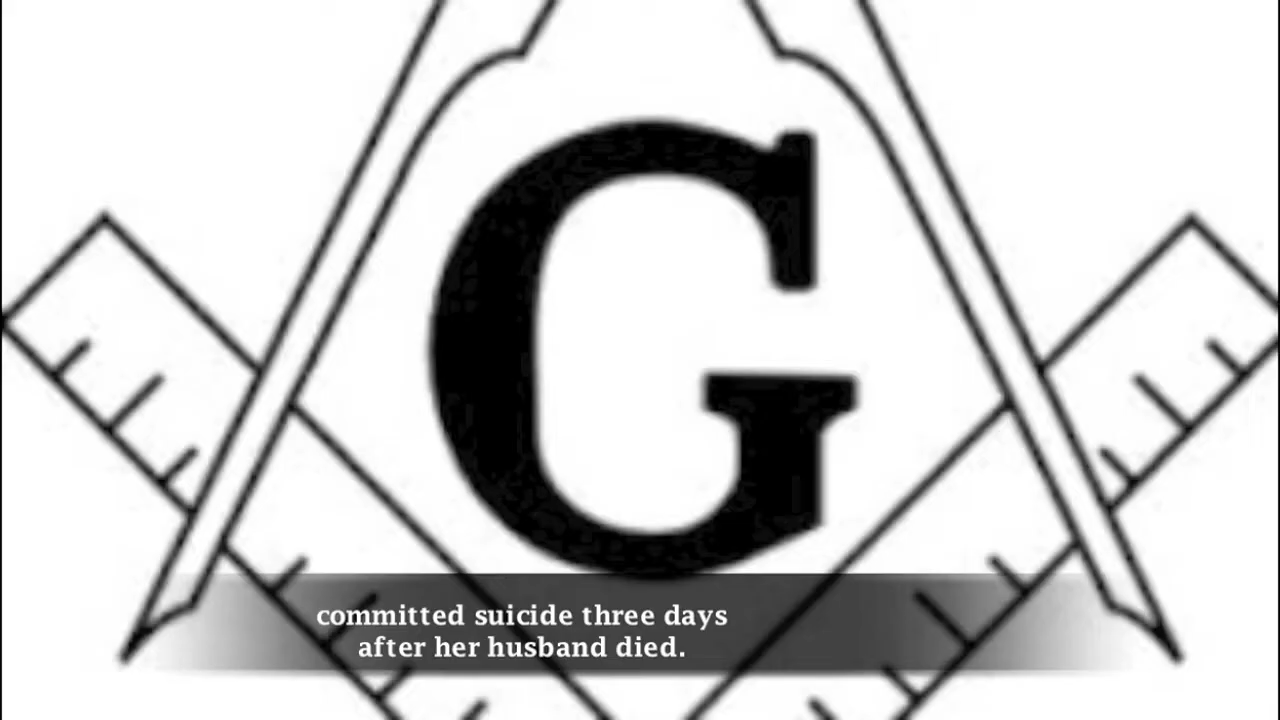 G
committed suicide three days
after her husband died.